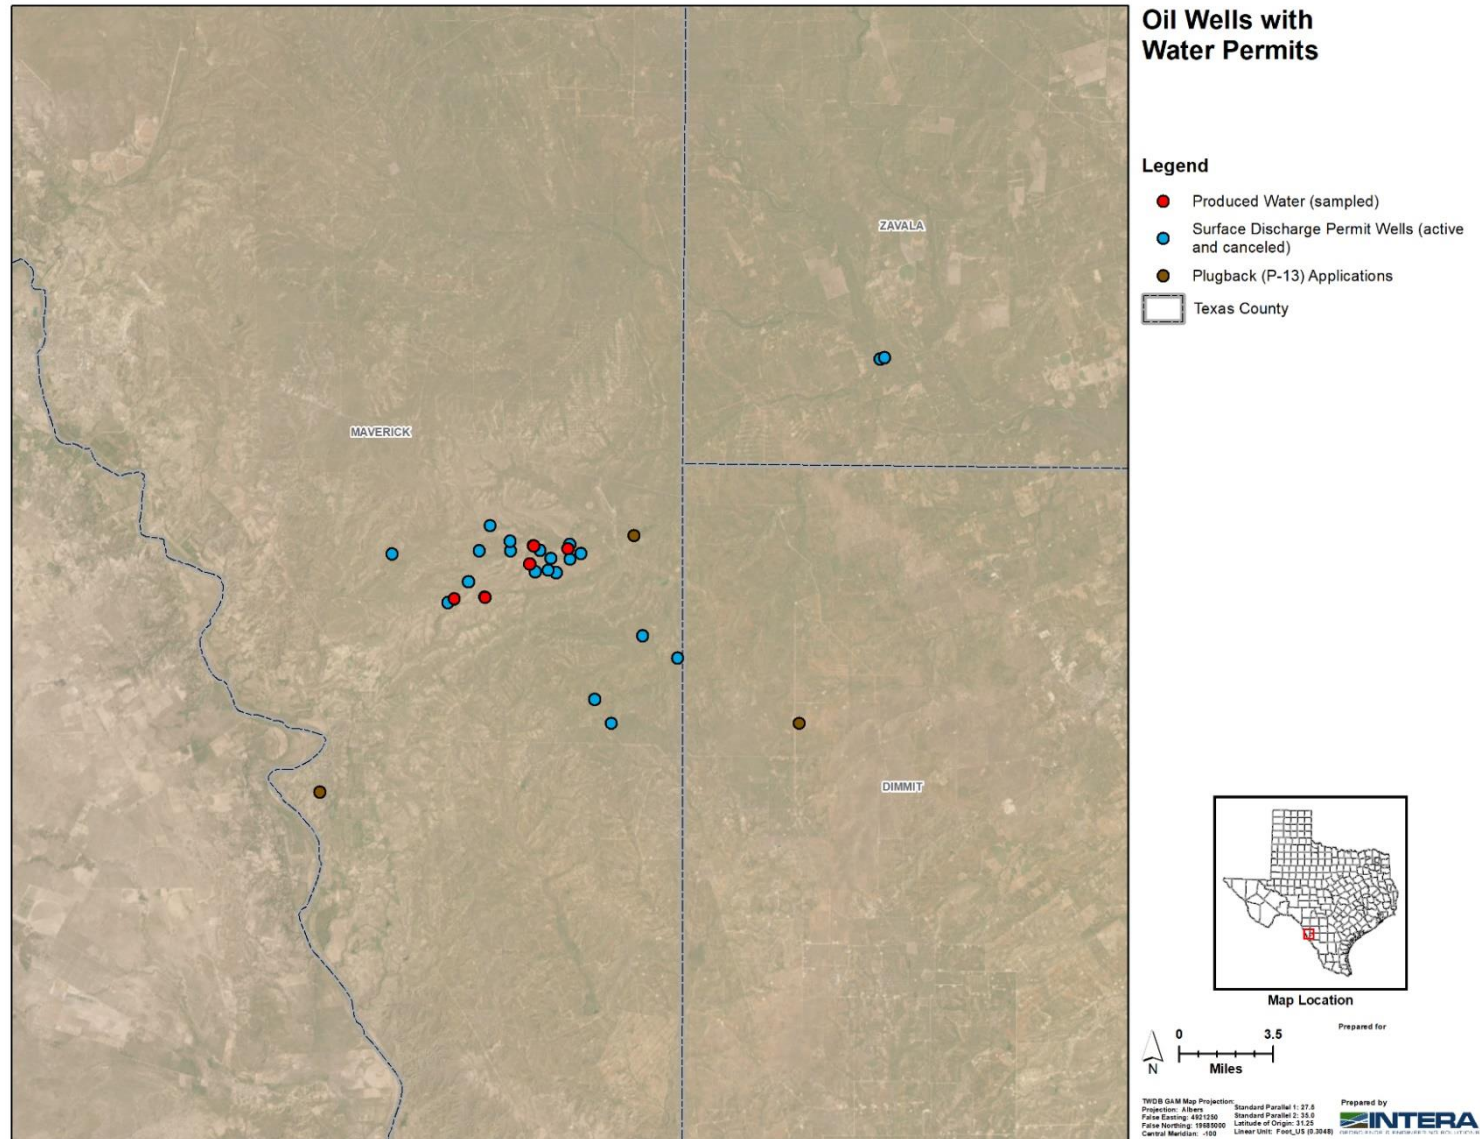 Oil Wells with
Water Permits
Legend
Produced Water (sampled)
Surface Discharge Permit Wells (active
and canceled)
Plugback (P-13) Applications
Texas County
ZAVALA
MAVERICK
DIMMIT
Map Location
Prepared for
0 3.5
Miles
N
TWDB GAM Map Projection:
Projection: Albers
False Easting: 4921250
False Northing: 19685000
Central Meridian: -100
Standard Parallel 1: 27.5
Standard Parallel 2: 35.0
Latitude of Origin: 31.25
Linear Unit: Foot_US (0.3048)
Prepared by
INTERA